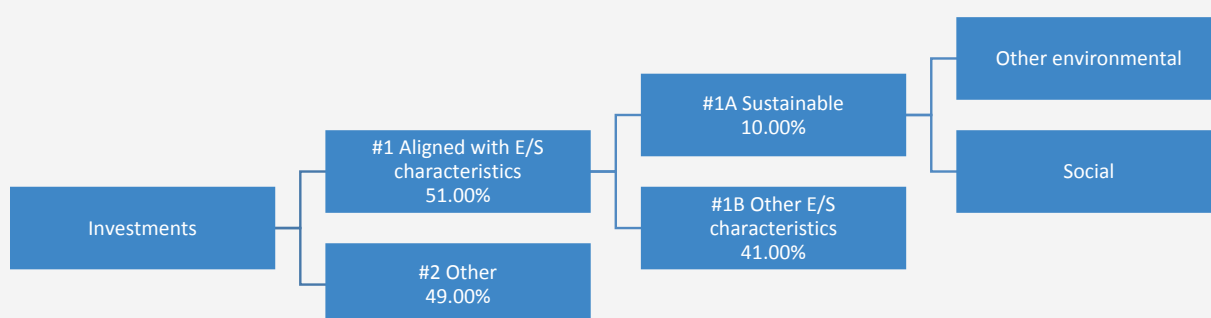 Investments
#1 Aligned with E/S
characteristics
51.00%
#2 Other
49.00%
#1A Sustainable
10.00%
#1B Other E/S
characteristics
41.00%
Other environmental
Social